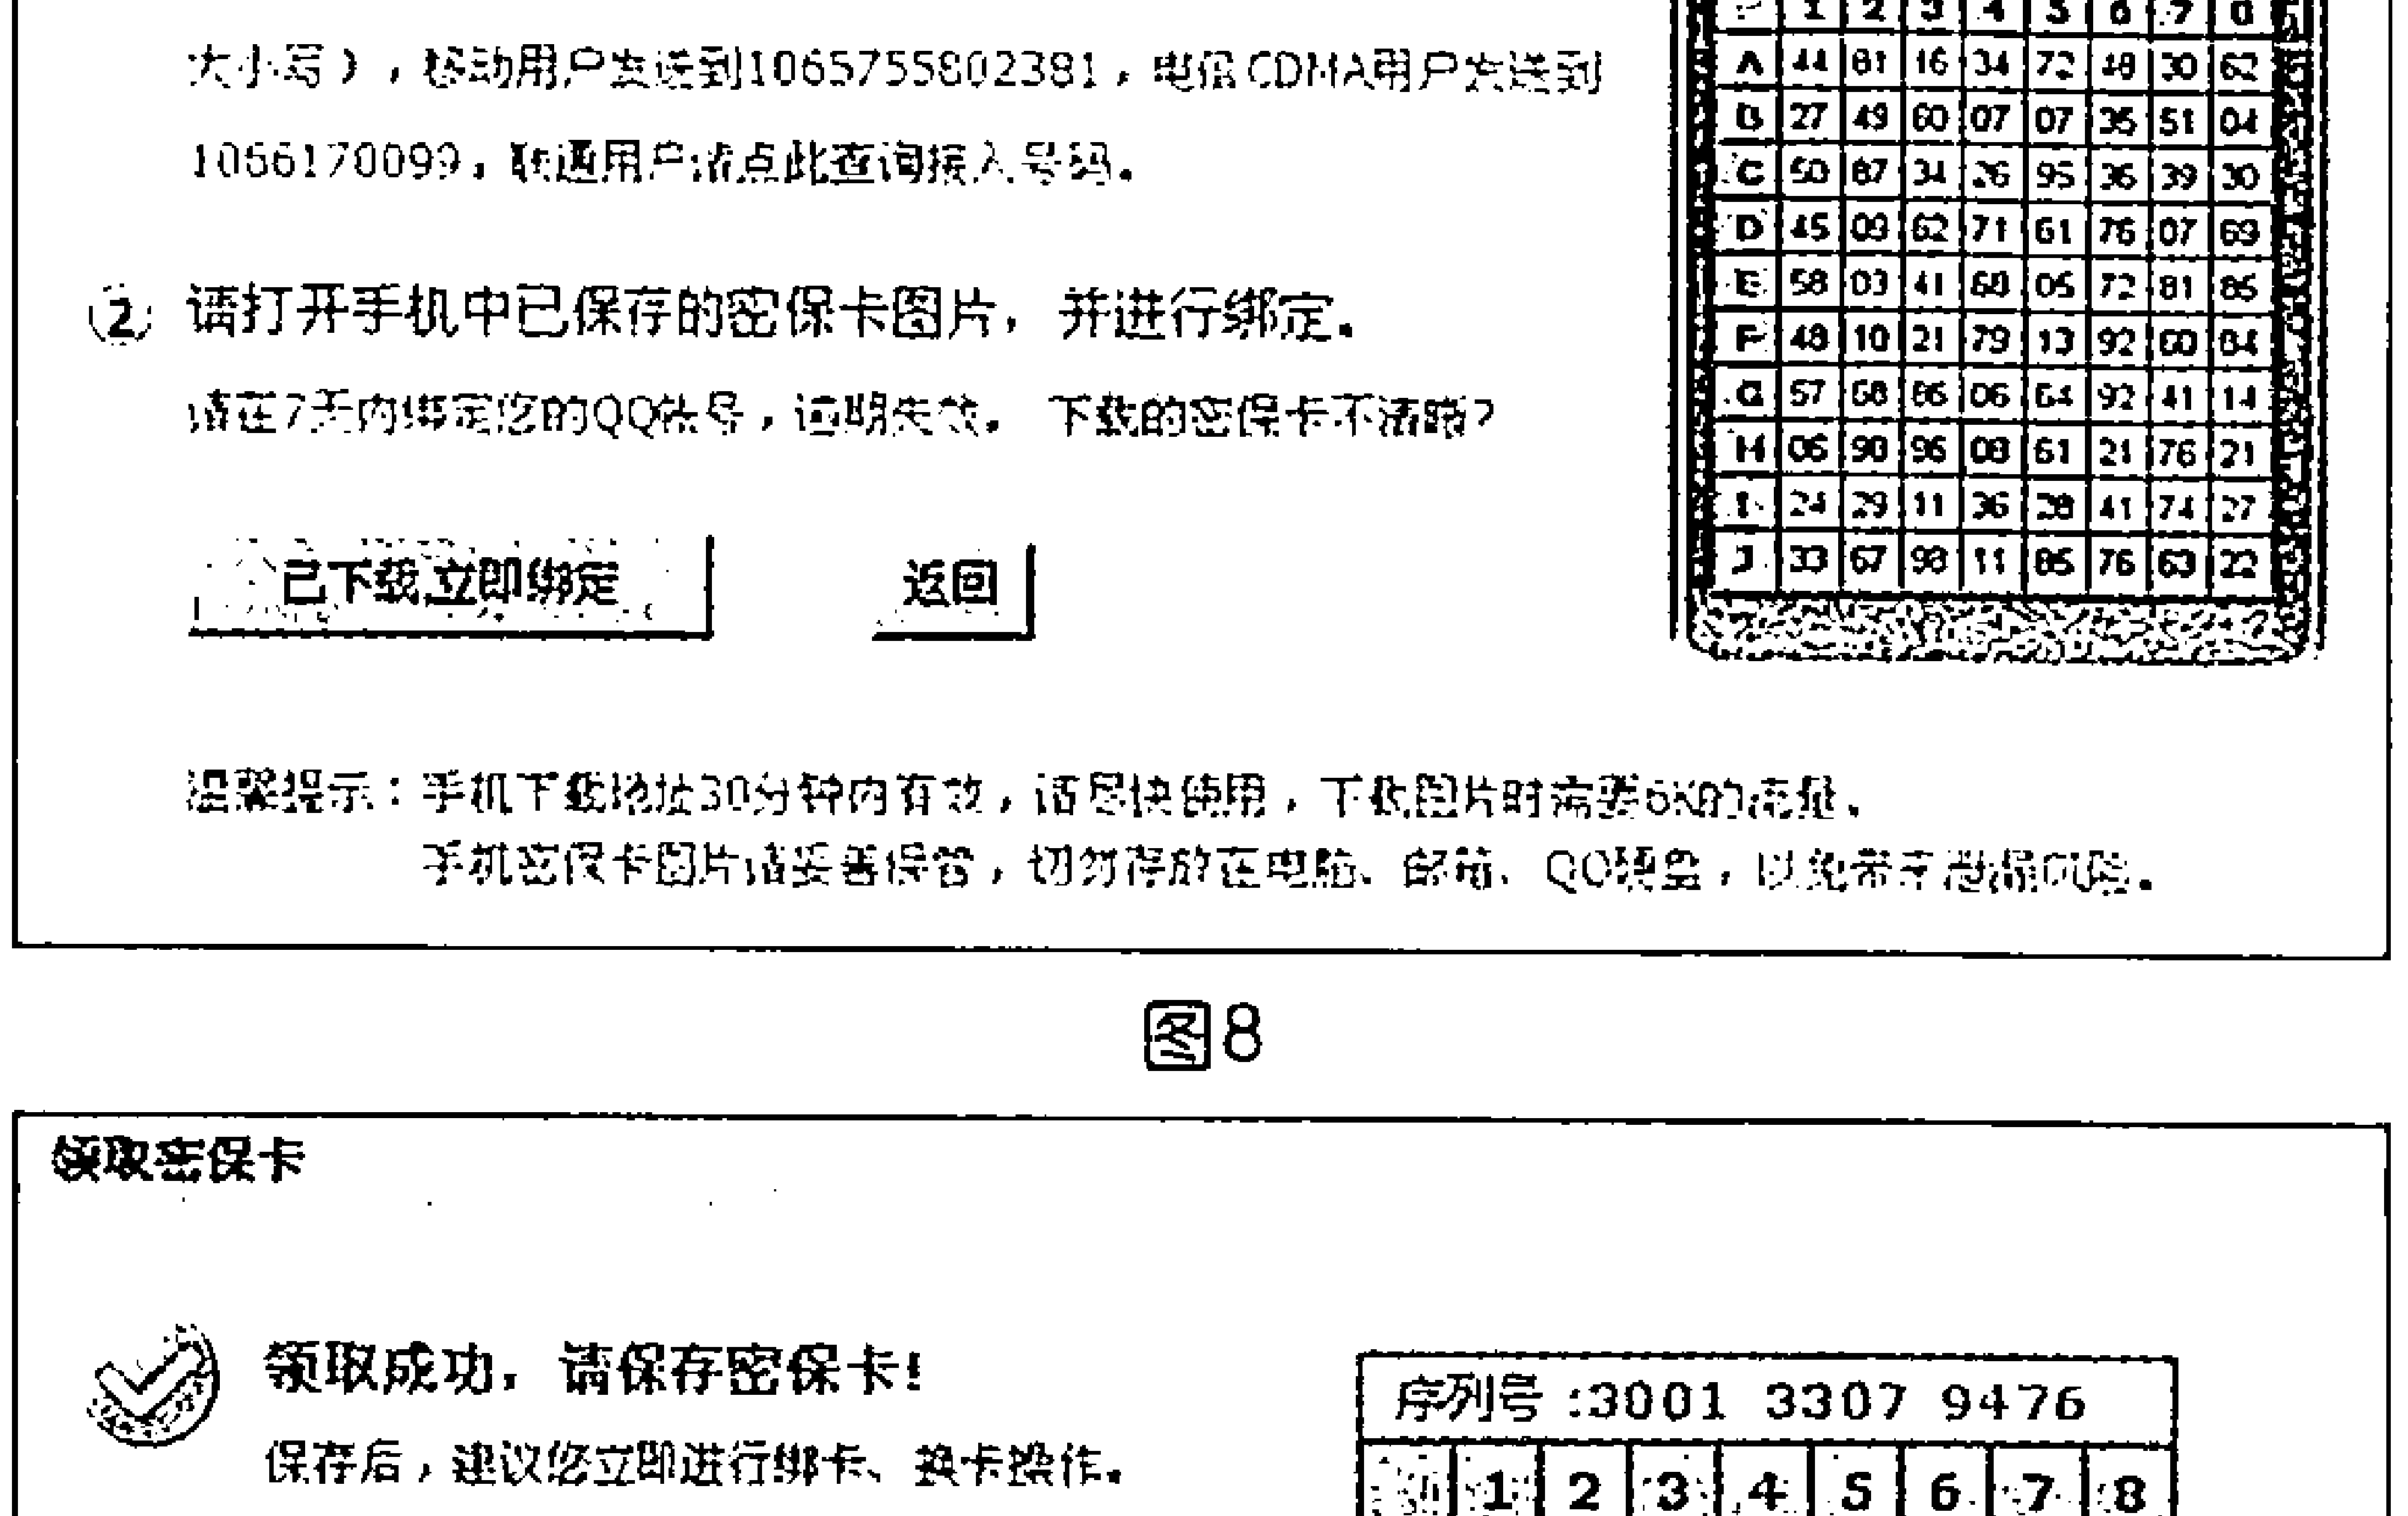 大小写），移动用户发送到1065755802381，电信CDMA用户发送到
1066170099，联通用户请点此查询接入号码。
② 请打开手机中已保存的密保卡图片，并进行绑定。
请在7天内绑定您的QQ帐号，过期失效。 下载的密保卡不清晰？
已下载,立即绑定 返回
1 2 3 4 5 6 7 8
A 44 81 16 34 72 48 30 62
B 27 49 60 07 07 35 51 04
C 50 87 34 26 95 36 39 30
D 45 09 62 71 61 76 07 69
E 58 03 41 68 05 72 81 85
F 48 10 21 79 13 92 60 84
G 57 68 86 06 64 92 41 14
H 06 98 96 08 61 21 76 21
I 24 29 11 36 38 41 74 27
J 33 67 98 11 85 76 63 22
温馨提示：手机下载地址30分钟内有效，请尽快使用，下载图片时需要6K的流量。
手机密保卡图片请妥善保管，切勿存放在电脑、邮箱、QQ硬盘，以免带来泄漏风险。
图8
领取密保卡
领取成功，请保存密保卡！
保存后，建议您立即进行绑卡、换卡操作。
序列号:3001 3307 9476
1 2 3 4 5 6 7 8